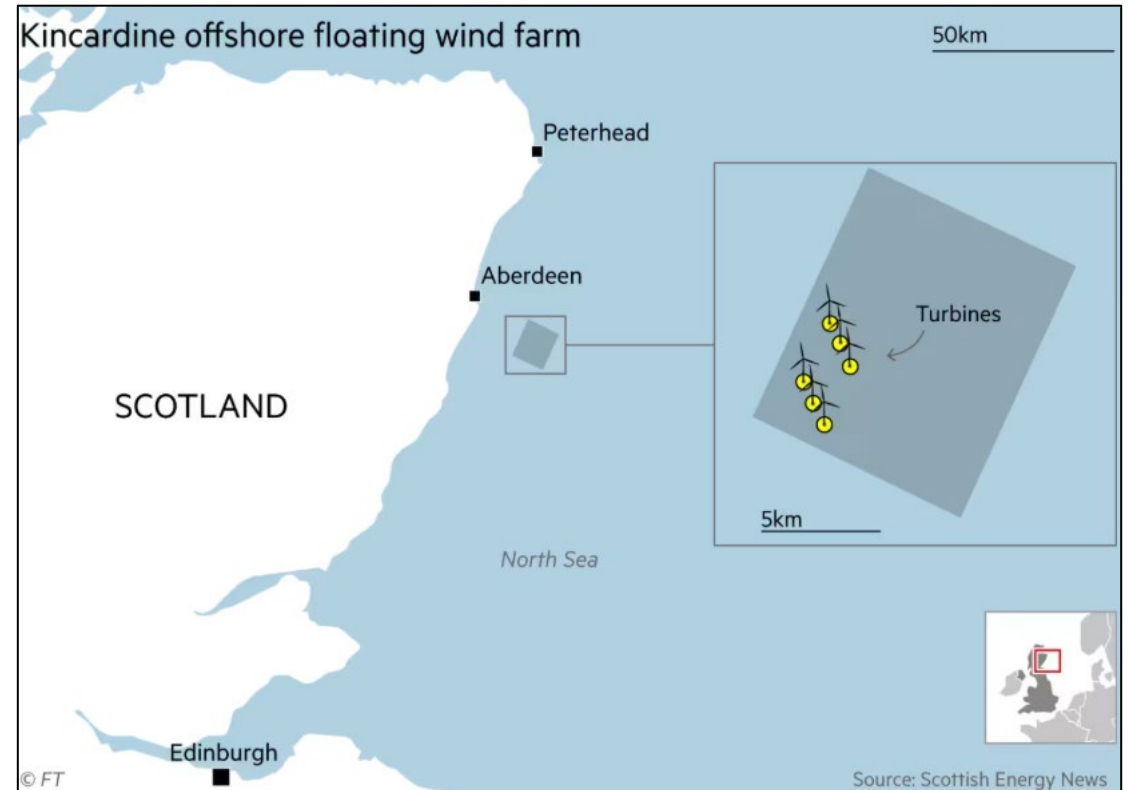 Kincardine offshore floating wind farm
50km
Peterhead
Aberdeen
Turbines
SCOTLAND
5km
North Sea
Edinburgh
© FT
Source: Scottish Energy News